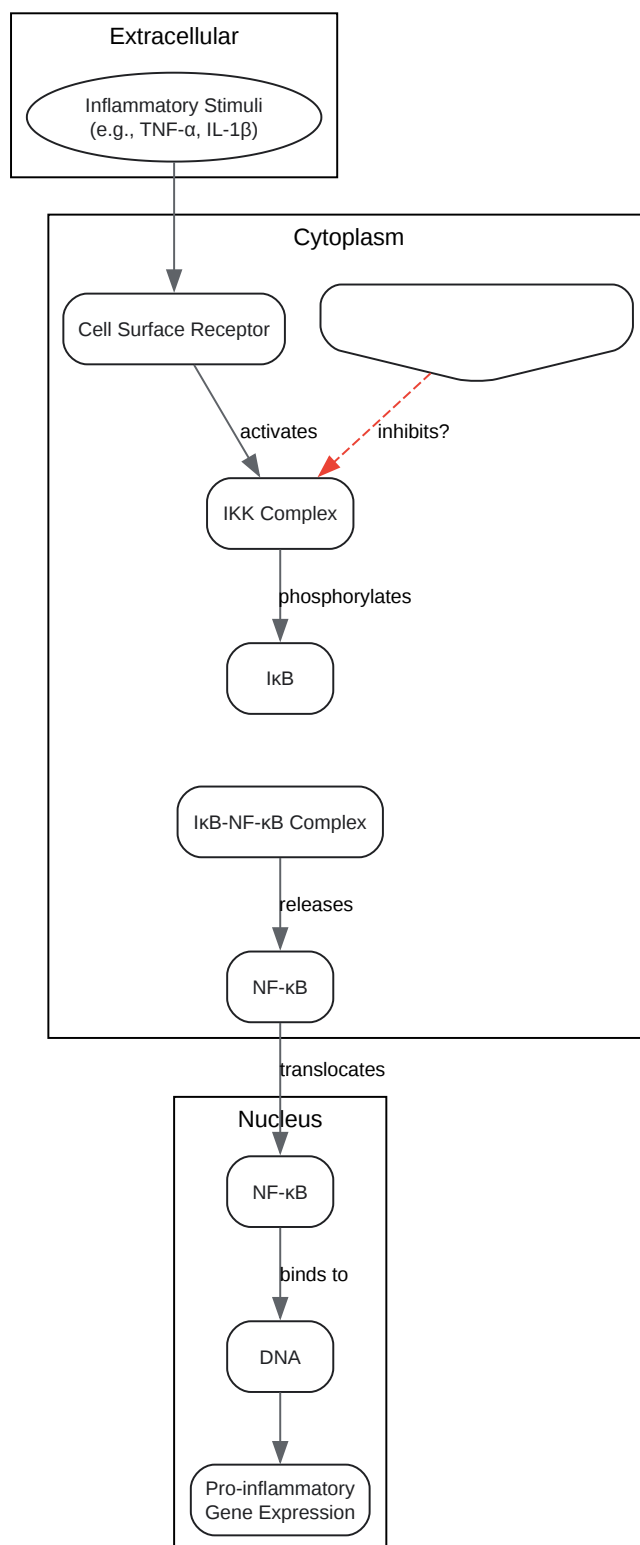 Extracellular
Inflammatory Stimuli
(e.g., TNF-α, IL-1β)
Cytoplasm
Cell Surface Receptor
activates
inhibits?
IKK Complex
phosphorylates
IκB
IκB-NF-κB Complex
releases
NF-κB
translocates
Nucleus
NF-κB
binds to
DNA
Pro-inflammatory
Gene Expression